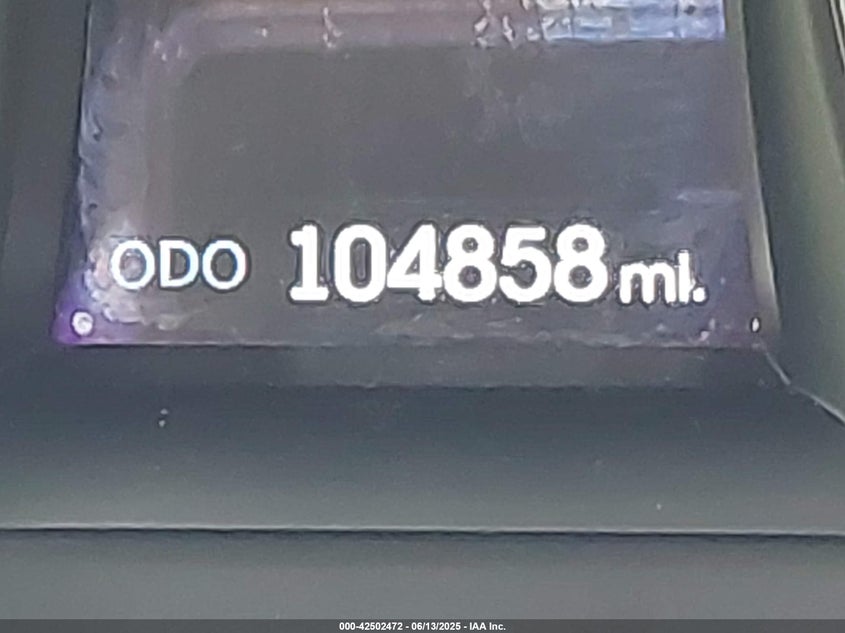 ODO 104858 mi.
000-42502472 - 06/13/2025 - IAA Inc.